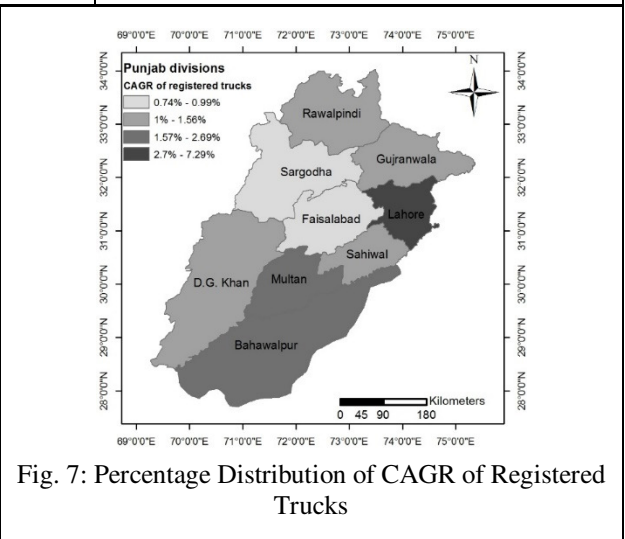 69°0'0"E 70°0'0"E 71°0'0"E 72°0'0"E 73°0'0"E 74°0'0"E 75°0'0"E
N
Punjab divisions
CAGR of registered trucks
0.74% - 0.99%
1% - 1.56%
1.57% - 2.69%
2.7% - 7.29%
34°0'0"N
33°0'0"N
32°0'0"N
31°0'0"N
30°0'0"N
29°0'0"N
28°0'0"N
Rawalpindi
Gujranwala
Sargodha
Faisalabad
Lahore
Sahiwal
D.G. Khan
Multan
Bahawalpur
34°0'0"N
33°0'0"N
32°0'0"N
31°0'0"N
30°0'0"N
29°0'0"N
28°0'0"N
Kilometers
0 45 90 180
69°0'0"E 70°0'0"E 71°0'0"E 72°0'0"E 73°0'0"E 74°0'0"E 75°0'0"E
Fig. 7: Percentage Distribution of CAGR of Registered
Trucks